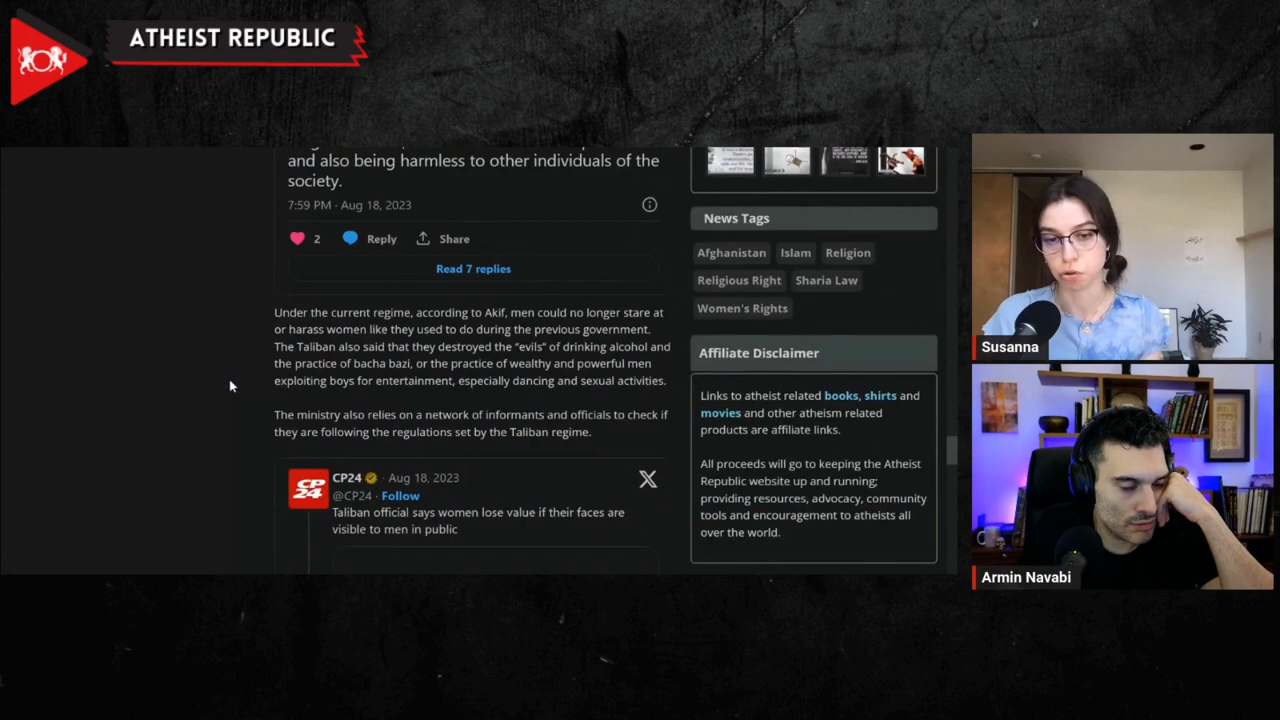 ATHEIST REPUBLIC
and also being harmless to other individuals of the
society.
7:59 PM · Aug 18, 2023
2 Reply Share
Read 7 replies
Under the current regime, according to Akif, men could no longer stare at
or harass women like they used to do during the previous government.
The Taliban also said that they destroyed the “evils” of drinking alcohol and
the practice of bacha bazi, or the practice of wealthy and powerful men
exploiting boys for entertainment, especially dancing and sexual activities.
The ministry also relies on a network of informants and officials to check if
they are following the regulations set by the Taliban regime.
CP24 · Aug 18, 2023
@CP24 · Follow
CP
24
Taliban official says women lose value if their faces are
visible to men in public
News Tags
Afghanistan Islam Religion
Religious Right Sharia Law
Women's Rights
Affiliate Disclaimer
Links to atheist related books, shirts and
movies and other atheism related
products are affiliate links.
All proceeds will go to keeping the Atheist
Republic website up and running;
providing resources, advocacy, community
tools and encouragement to atheists all
over the world.
Susanna
Armin Navabi